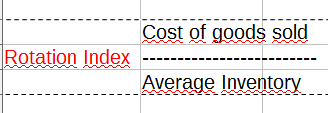 Cost of goods sold
Rotation Index --------------------------
Average Inventory